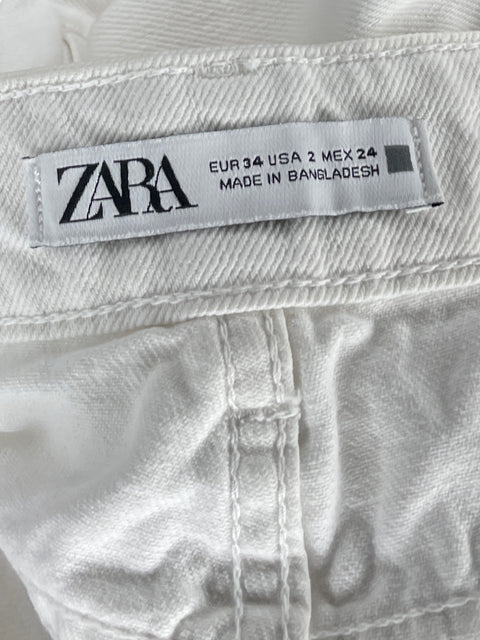 ZARA
EUR 34 USA 2 MEX 24
MADE IN BANGLADESH